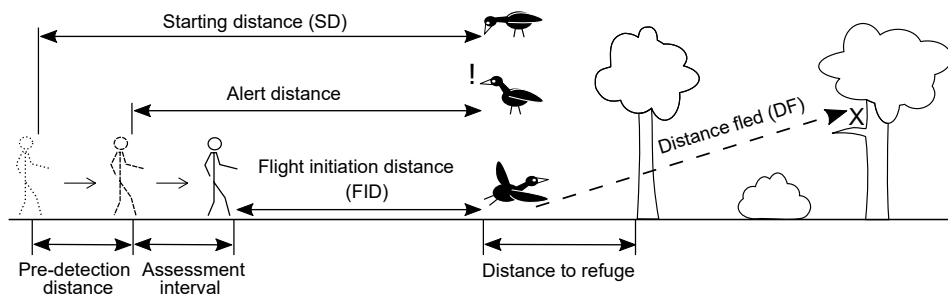 Starting distance (SD)
!
Alert distance
X
Distance fled (DF)
Flight initiation distance
(FID)
Pre-detection
distance
Assessment
interval
Distance to refuge